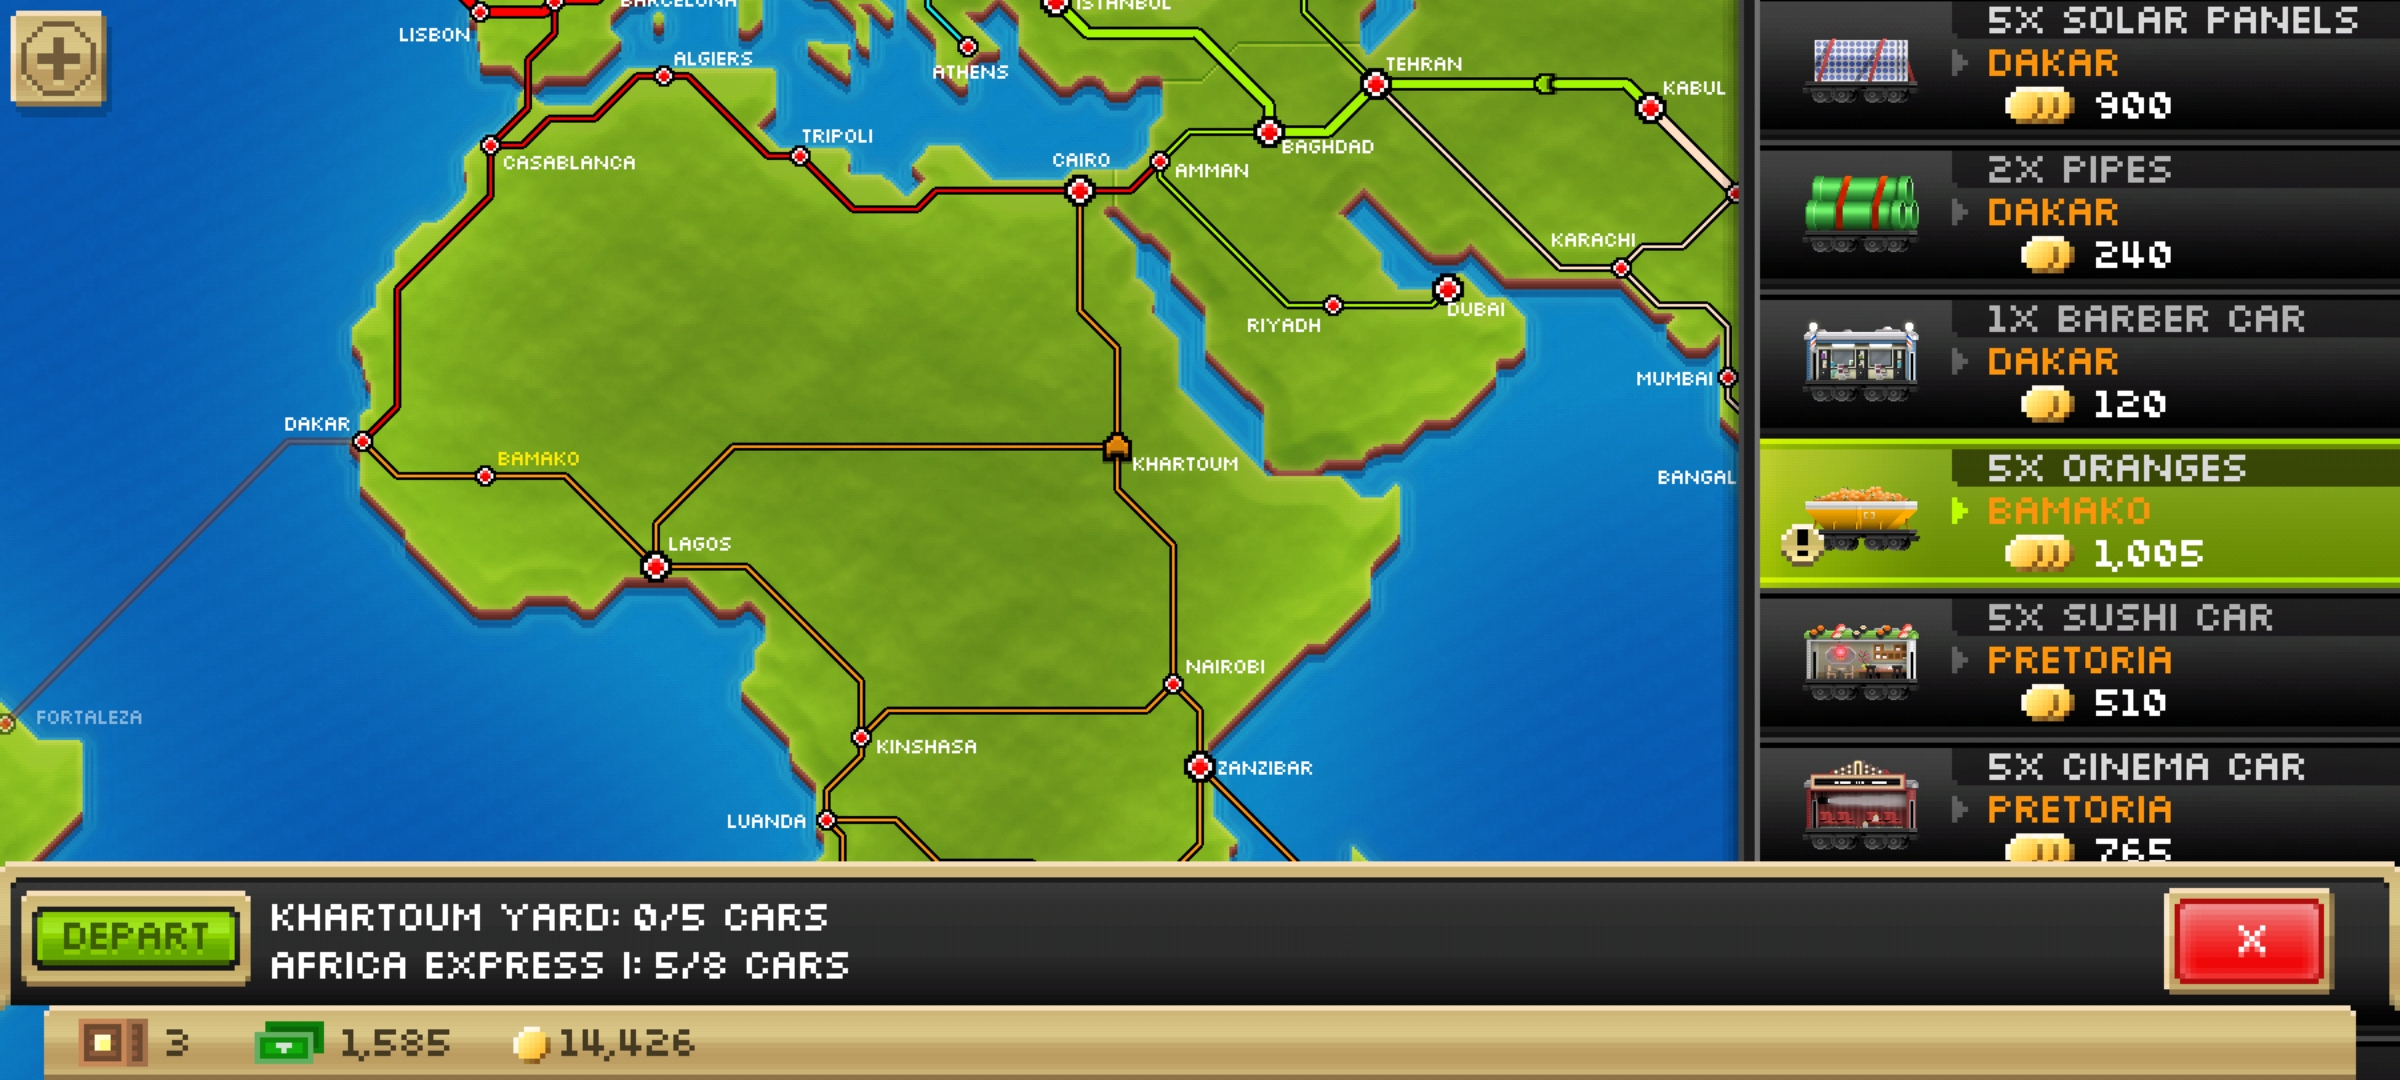 BARCELONA
ISTANBUL
LISBON
ALGIERS
ATHENS
TEHRAN
KABUL
TRIPOLI
CASABLANCA
CAIRO
BAGHDAD
AMMAN
KARACHI
RIYADH
DUBAI
MUMBAI
DAKAR
BAMAKO
KHARTOUM
BANGAL
LAGOS
NAIROBI
FORTALEZA
KINSHASA
ZANZIBAR
LUANDA
5X SOLAR PANELS
DAKAR
900
2X PIPES
DAKAR
240
1X BARBER CAR
DAKAR
120
5X ORANGES
BAMAKO
1,005
5X SUSHI CAR
PRETORIA
510
5X CINEMA CAR
PRETORIA
765
DEPART
KHARTOUM YARD: 0/5 CARS
AFRICA EXPRESS I: 5/8 CARS
X
3
1,585
14,426